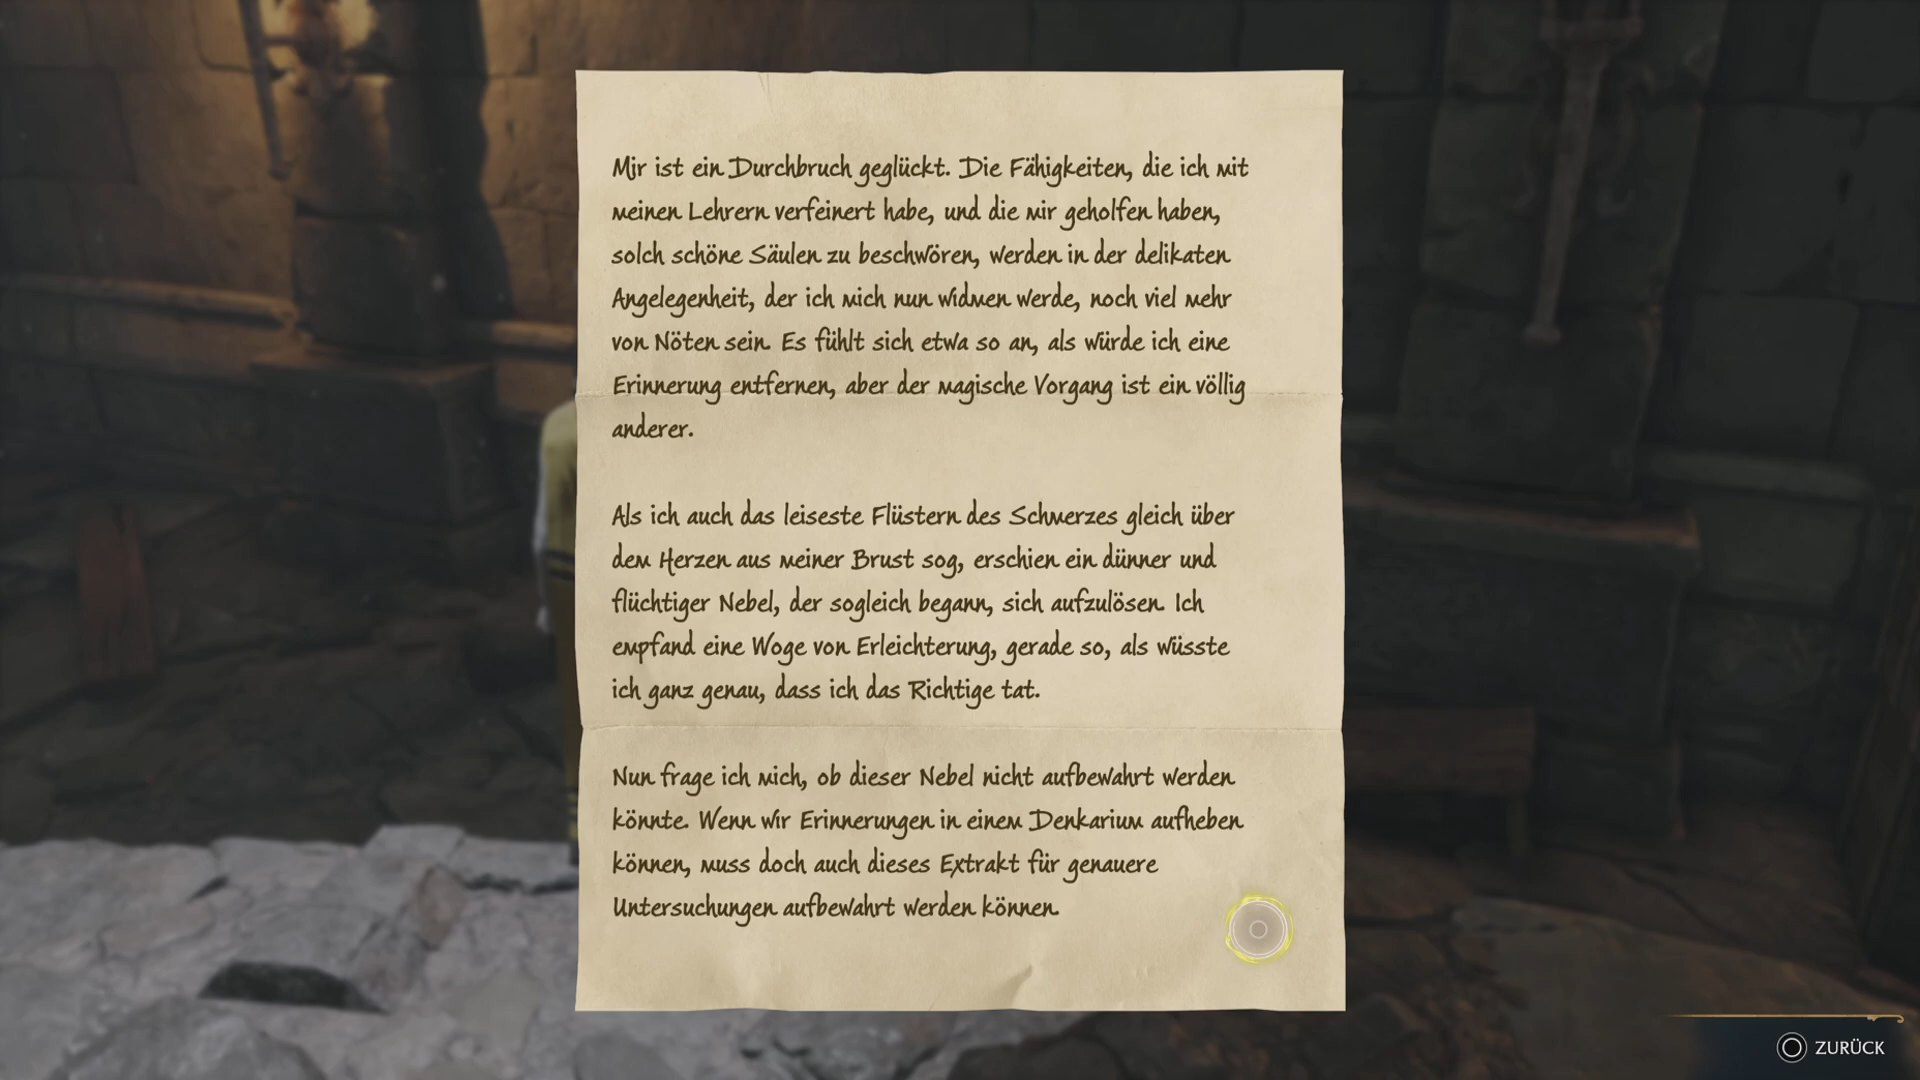 Mir ist ein Durchbruch geglückt. Die Fähigkeiten, die ich mit
meinen Lehrern verfeinert habe, und die mir geholfen haben,
solch schöne Säulen zu beschwören, werden in der delikaten
Angelegenheit, der ich mich nun widmen werde, noch viel mehr
von Nöten sein. Es fühlt sich etwa so an, als würde ich eine
Erinnerung entfernen, aber der magische Vorgang ist ein völlig
anderer.
Als ich auch das leiseste Flüstern des Schmerzes gleich über
dem Herzen aus meiner Brust sog, erschien ein dünner und
flüchtiger Nebel, der sogleich begann, sich aufzulösen. Ich
empfand eine Woge von Erleichterung, gerade so, als wüsste
ich ganz genau, dass ich das Richtige tat.
Nun frage ich mich, ob dieser Nebel nicht aufbewahrt werden
könnte. Wenn wir Erinnerungen in einem Denkarium aufheben
können, muss doch auch dieses Extrakt für genauere
Untersuchungen aufbewahrt werden können.
ZURÜCK